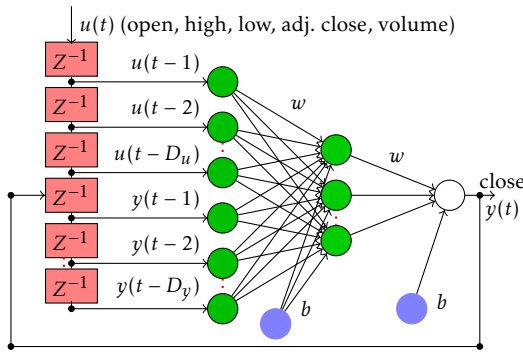 u(t) (open, high, low, adj. close, volume)
Z⁻¹ u(t − 1)
Z⁻¹ u(t − 2) w
Z⁻¹ u(t − D_u) w
Z⁻¹ y(t − 1) close
y(t)
Z⁻¹ y(t − 2)
Z⁻¹ y(t − D_y) b b